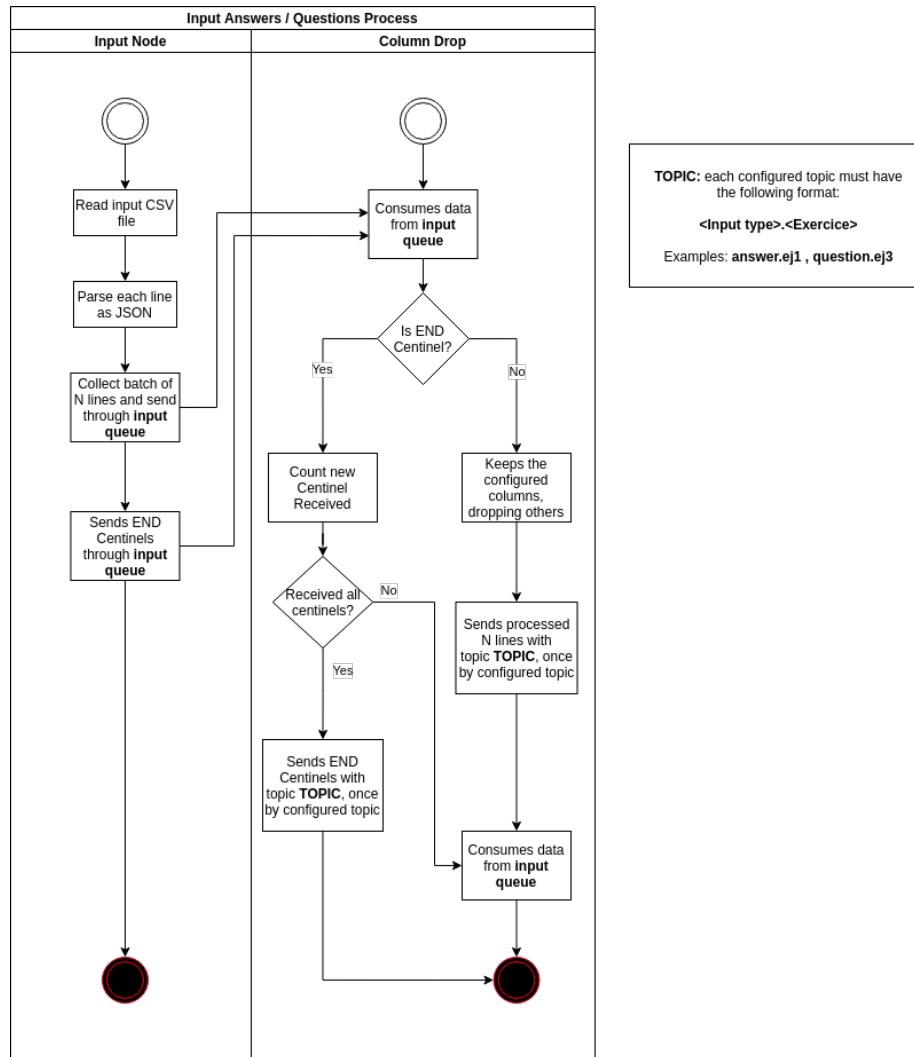 Input Answers / Questions Process
Input Node
Column Drop
Read input CSV
file
Parse each line
as JSON
Collect batch of
N lines and send
through input
queue
Sends END
Centinels
through input
queue
Consumes data
from input
queue
Is END
Centinel?
Yes
No
Count new
Centinel
Received
Keeps the
configured
columns,
dropping others
Received all
centinels?
No
Yes
Sends processed
N lines with
topic TOPIC, once
by configured topic
Sends END
Centinels with
topic TOPIC, once
by configured topic
Consumes data
from input
queue
TOPIC: each configured topic must have
the following format:
<Input type>.<Exercice>
Examples: answer.ej1 , question.ej3